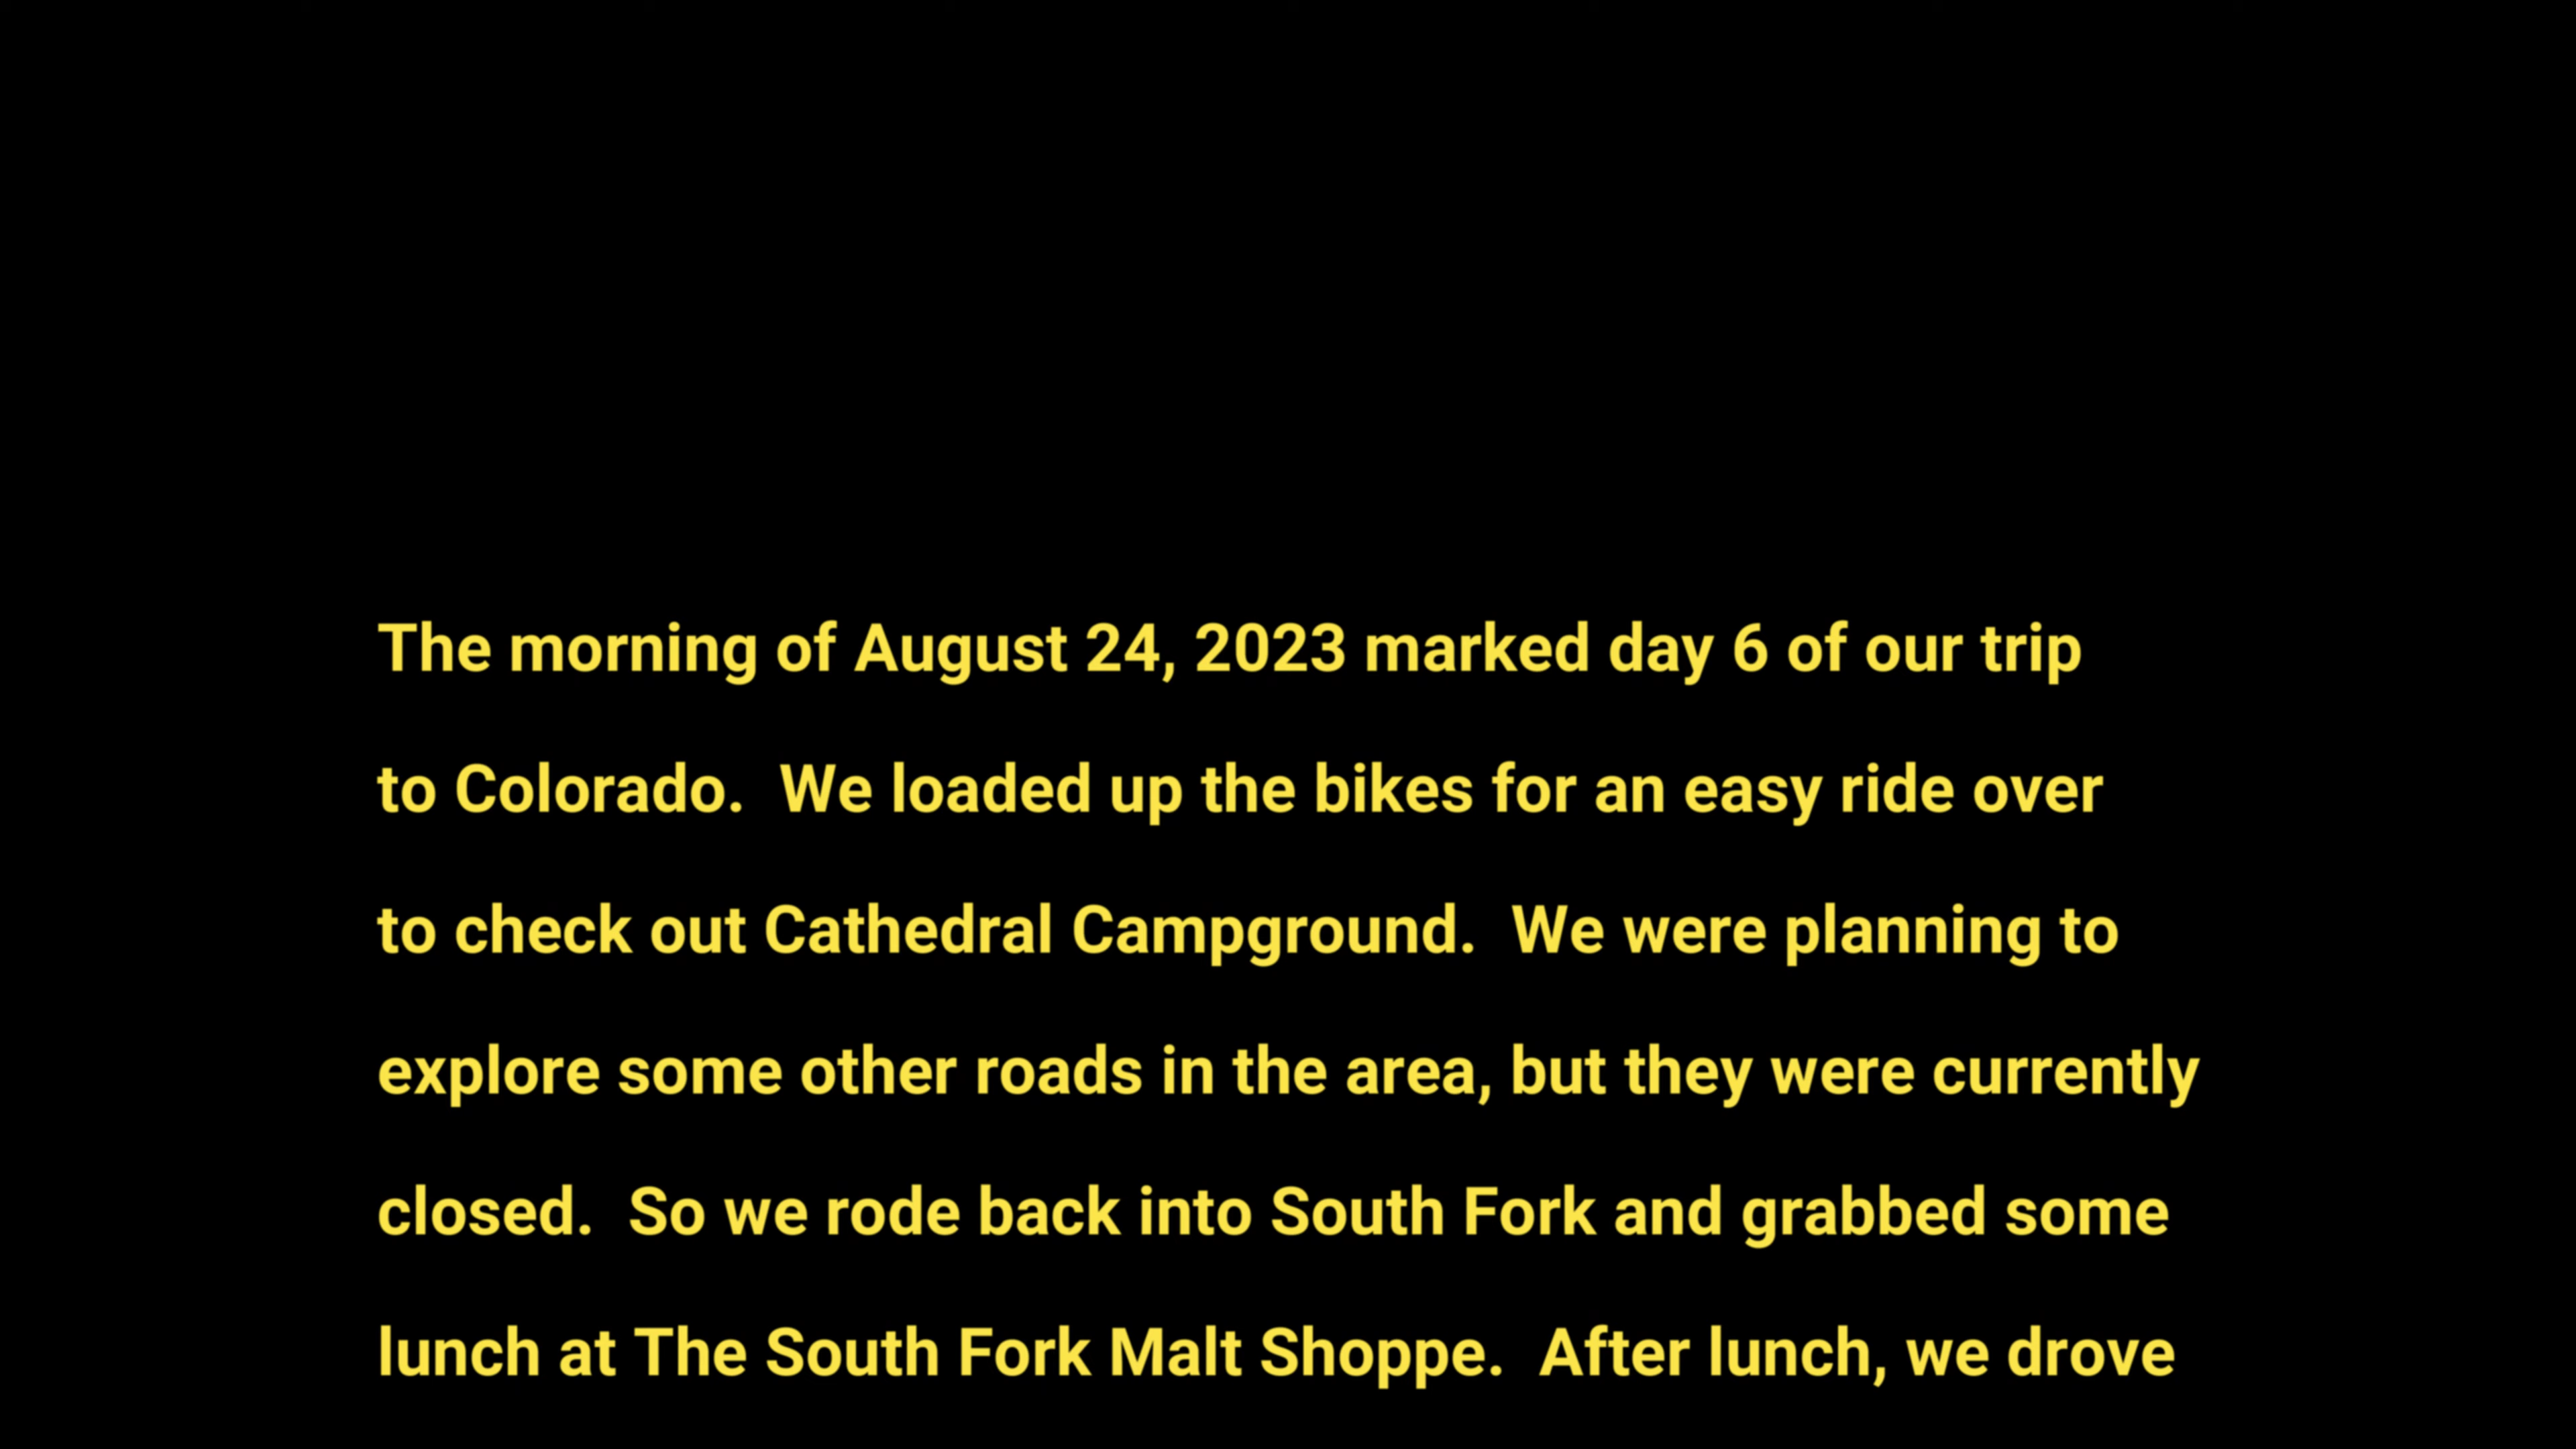 The morning of August 24, 2023 marked day 6 of our trip
to Colorado.  We loaded up the bikes for an easy ride over
to check out Cathedral Campground.  We were planning to
explore some other roads in the area, but they were currently
closed.  So we rode back into South Fork and grabbed some
lunch at The South Fork Malt Shoppe.  After lunch, we drove